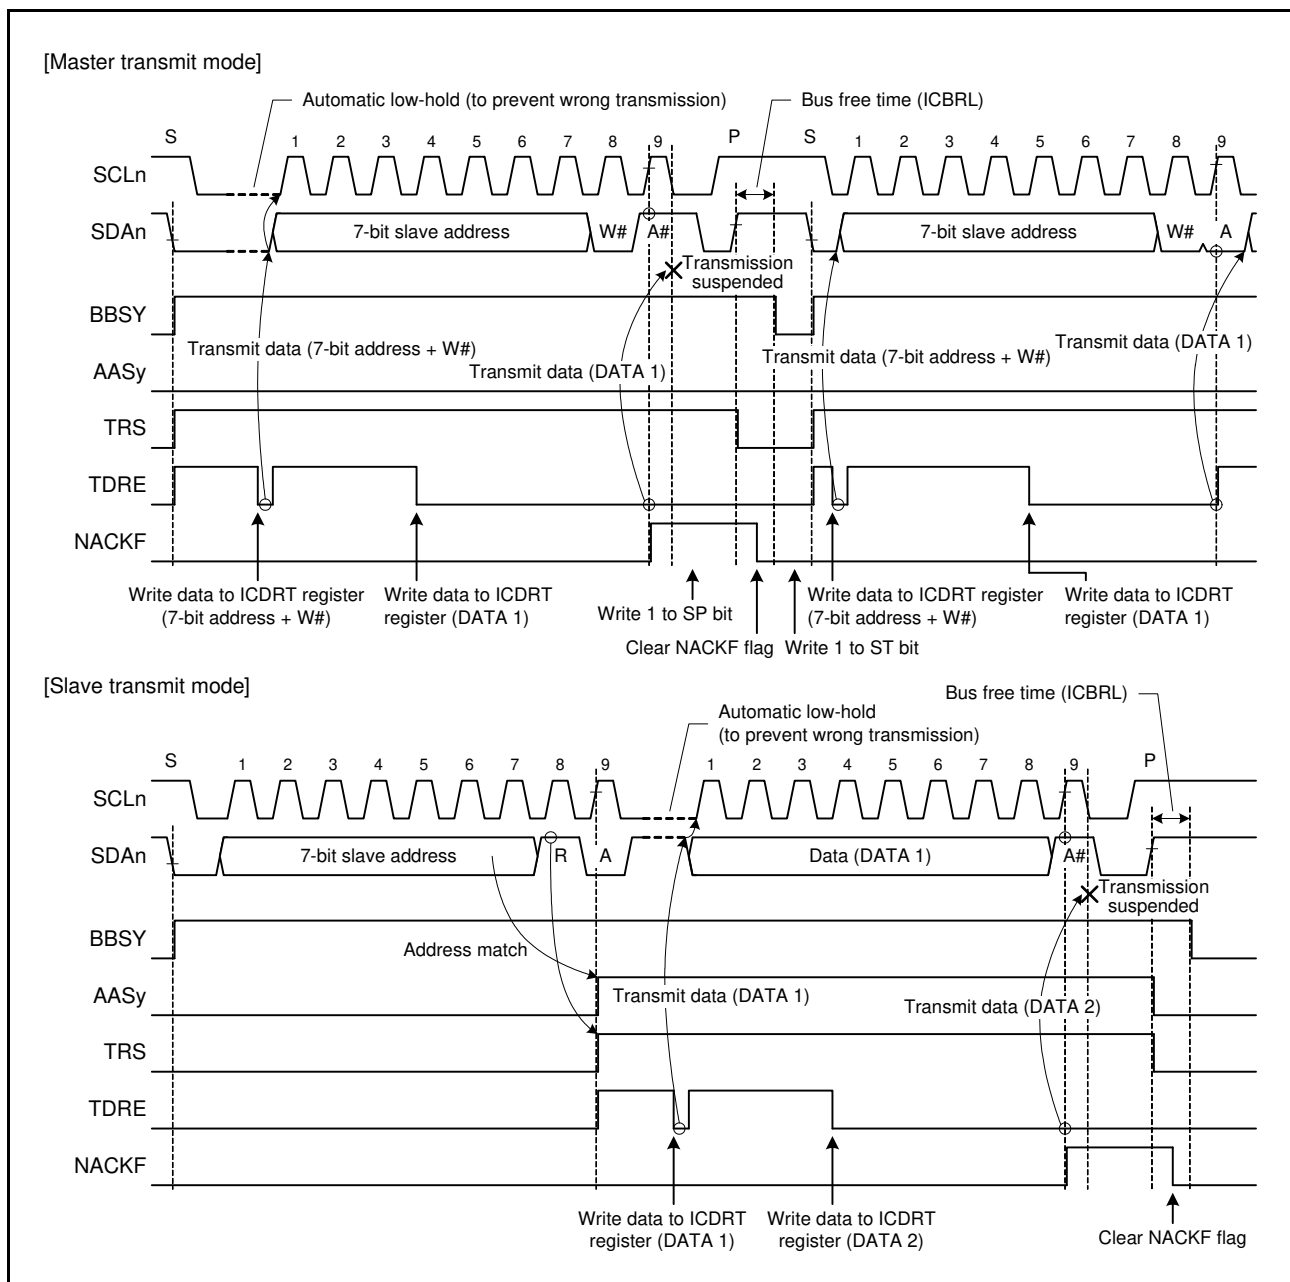 [Master transmit mode]
Automatic low-hold (to prevent wrong transmission)
Bus free time (ICBRL)
S 1 2 3 4 5 6 7 8 9 P S 1 2 3 4 5 6 7 8 9
SCLn
SDAn 7-bit slave address W# A# 7-bit slave address W# A
Transmission
suspended
BBSY
Transmit data (7-bit address + W#)
Transmit data (DATA 1)
Transmit data (7-bit address + W#)
Transmit data (DATA 1)
AASy
TRS
TDRE
NACKF
Write data to ICDRT register
(7-bit address + W#)
Write data to ICDRT
register (DATA 1)
Write 1 to SP bit
Clear NACKF flag
Write 1 to ST bit
Write data to ICDRT register
(7-bit address + W#)
Write data to ICDRT
register (DATA 1)
[Slave transmit mode]
Bus free time (ICBRL)
Automatic low-hold
(to prevent wrong transmission)
S 1 2 3 4 5 6 7 8 9 1 2 3 4 5 6 7 8 9 P
SCLn
SDAn 7-bit slave address R A Data (DATA 1) A#
Transmission
suspended
BBSY
Address match
AASy
Transmit data (DATA 1)
Transmit data (DATA 2)
TRS
TDRE
NACKF
Write data to ICDRT
register (DATA 1)
Write data to ICDRT
register (DATA 2)
Clear NACKF flag